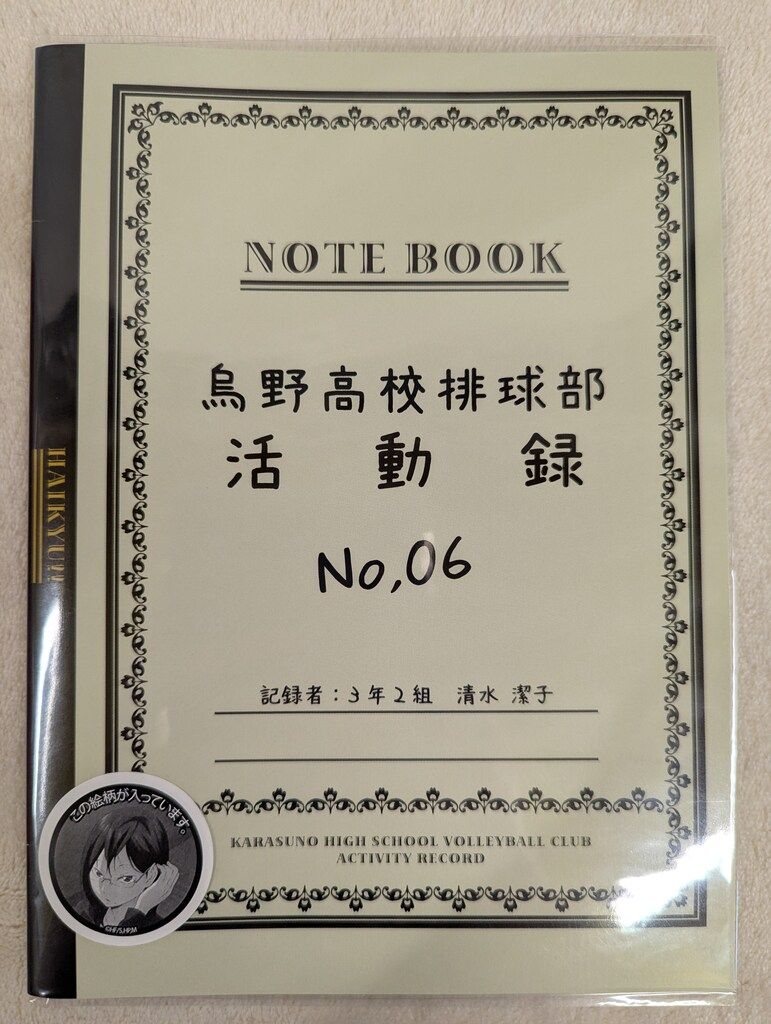 NOTE BOOK
烏野高校排球部
活動録
No,06
記録者：3年2組 清水 潔子
KARASUNO HIGH SCHOOL VOLLEYBALL CLUB
ACTIVITY RECORD
HAIKYU!!
この絵柄が入っています。
©HF/S,HP,M